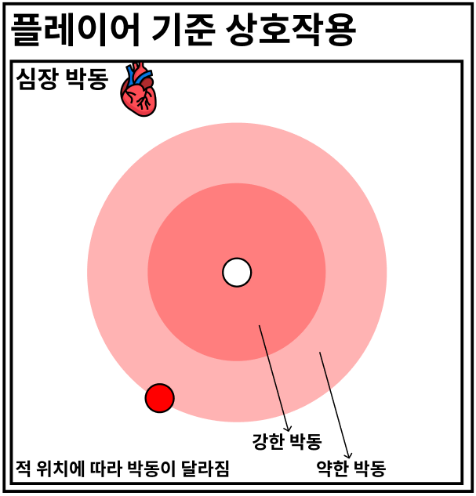 플레이어 기준 상호작용
심장 박동
강한 박동
적 위치에 따라 박동이 달라짐
약한 박동